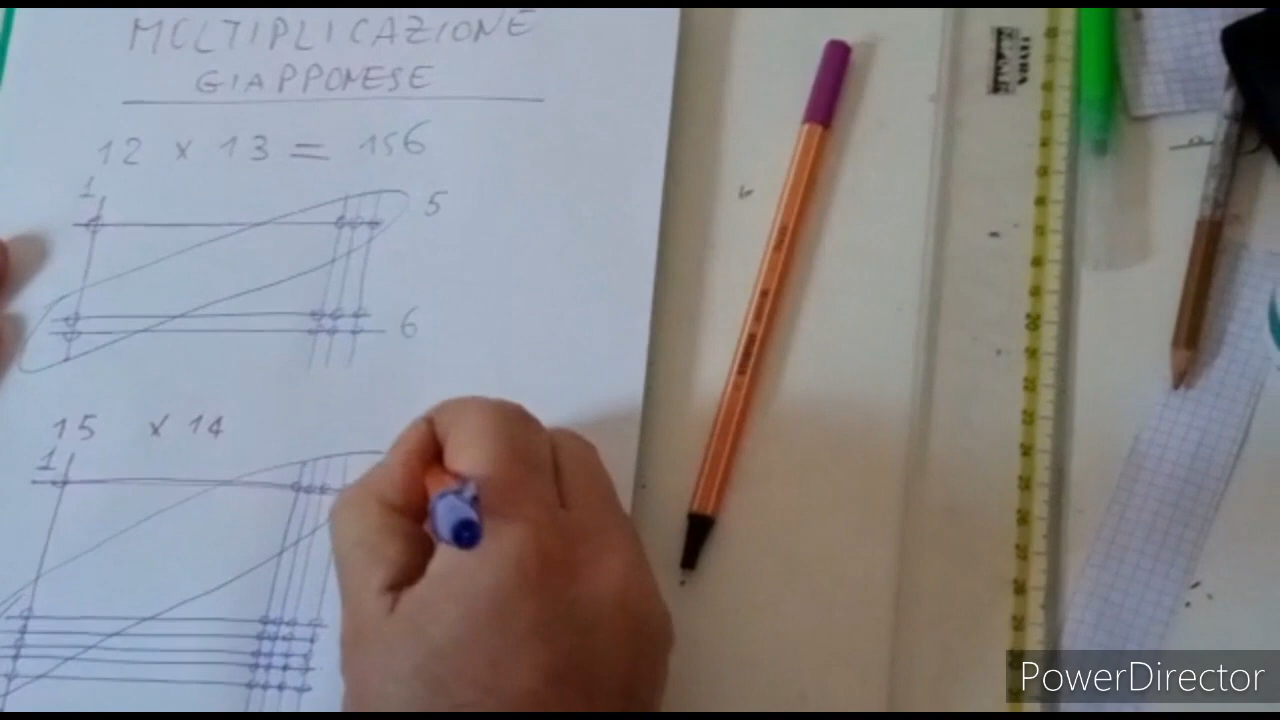 MOLTIPLICAZIONE
GIAPPONESE
12 x 13 = 156
1
5
6
15 x 14
1
PowerDirector